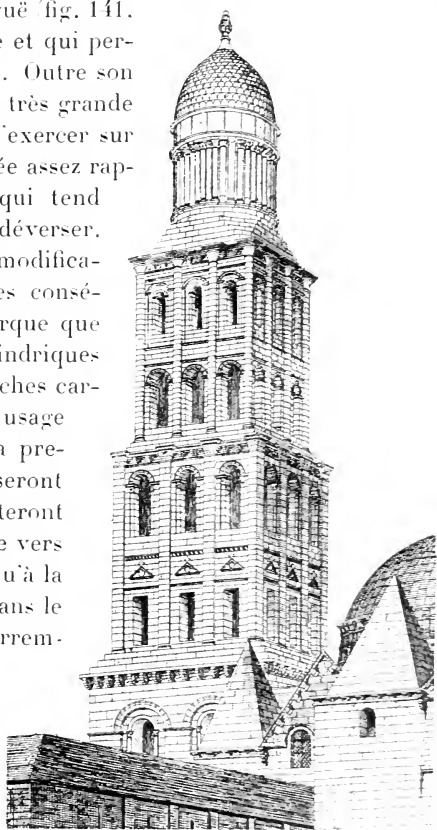 uë (fig. 141.
e et qui per-
. Outre son
très grande
'exercer sur
ée assez rap-
qui tend
déverser.
modifica-
es consé-
rque que
indriques
ches car-
usage
a pre-
seront
teront
e vers
u'à la
ans le
rrem-